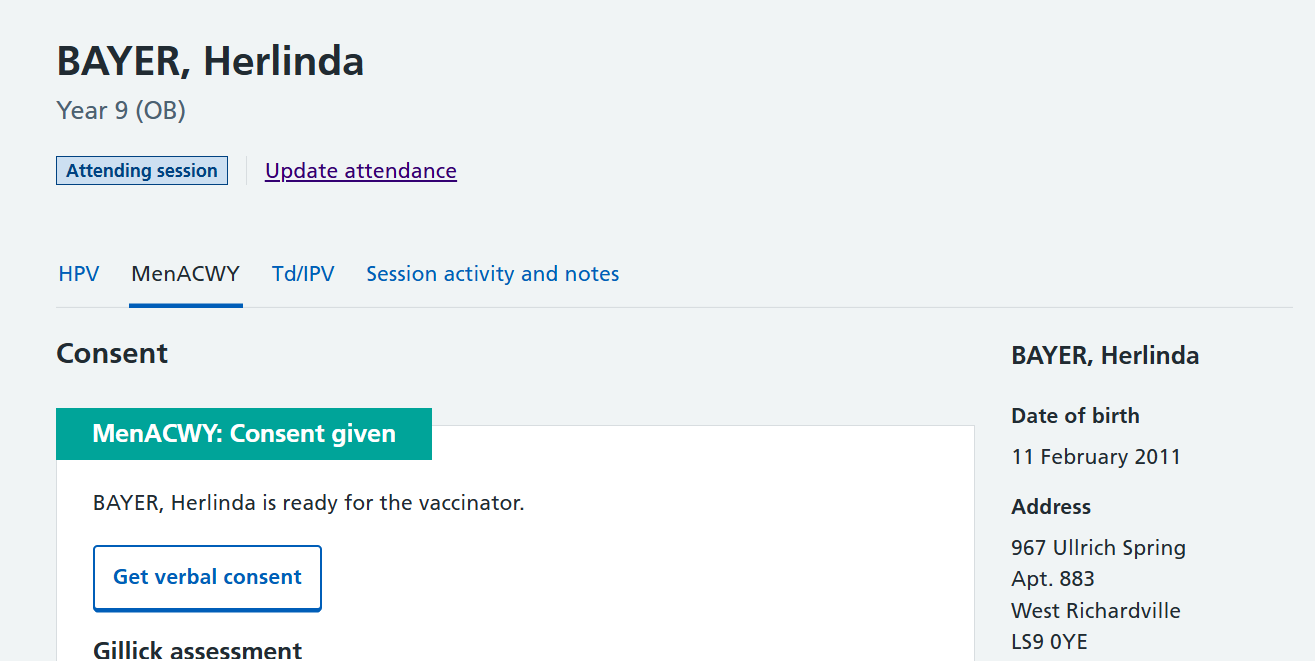 BAYER, Herlinda
Year 9 (OB)
Attending session Update attendance
HPV MenACWY Td/IPV Session activity and notes
Consent
MenACWY: Consent given
BAYER, Herlinda is ready for the vaccinator.
Get verbal consent
Gillick assessment
BAYER, Herlinda
Date of birth
11 February 2011
Address
967 Ullrich Spring
Apt. 883
West Richardville
LS9 0YE